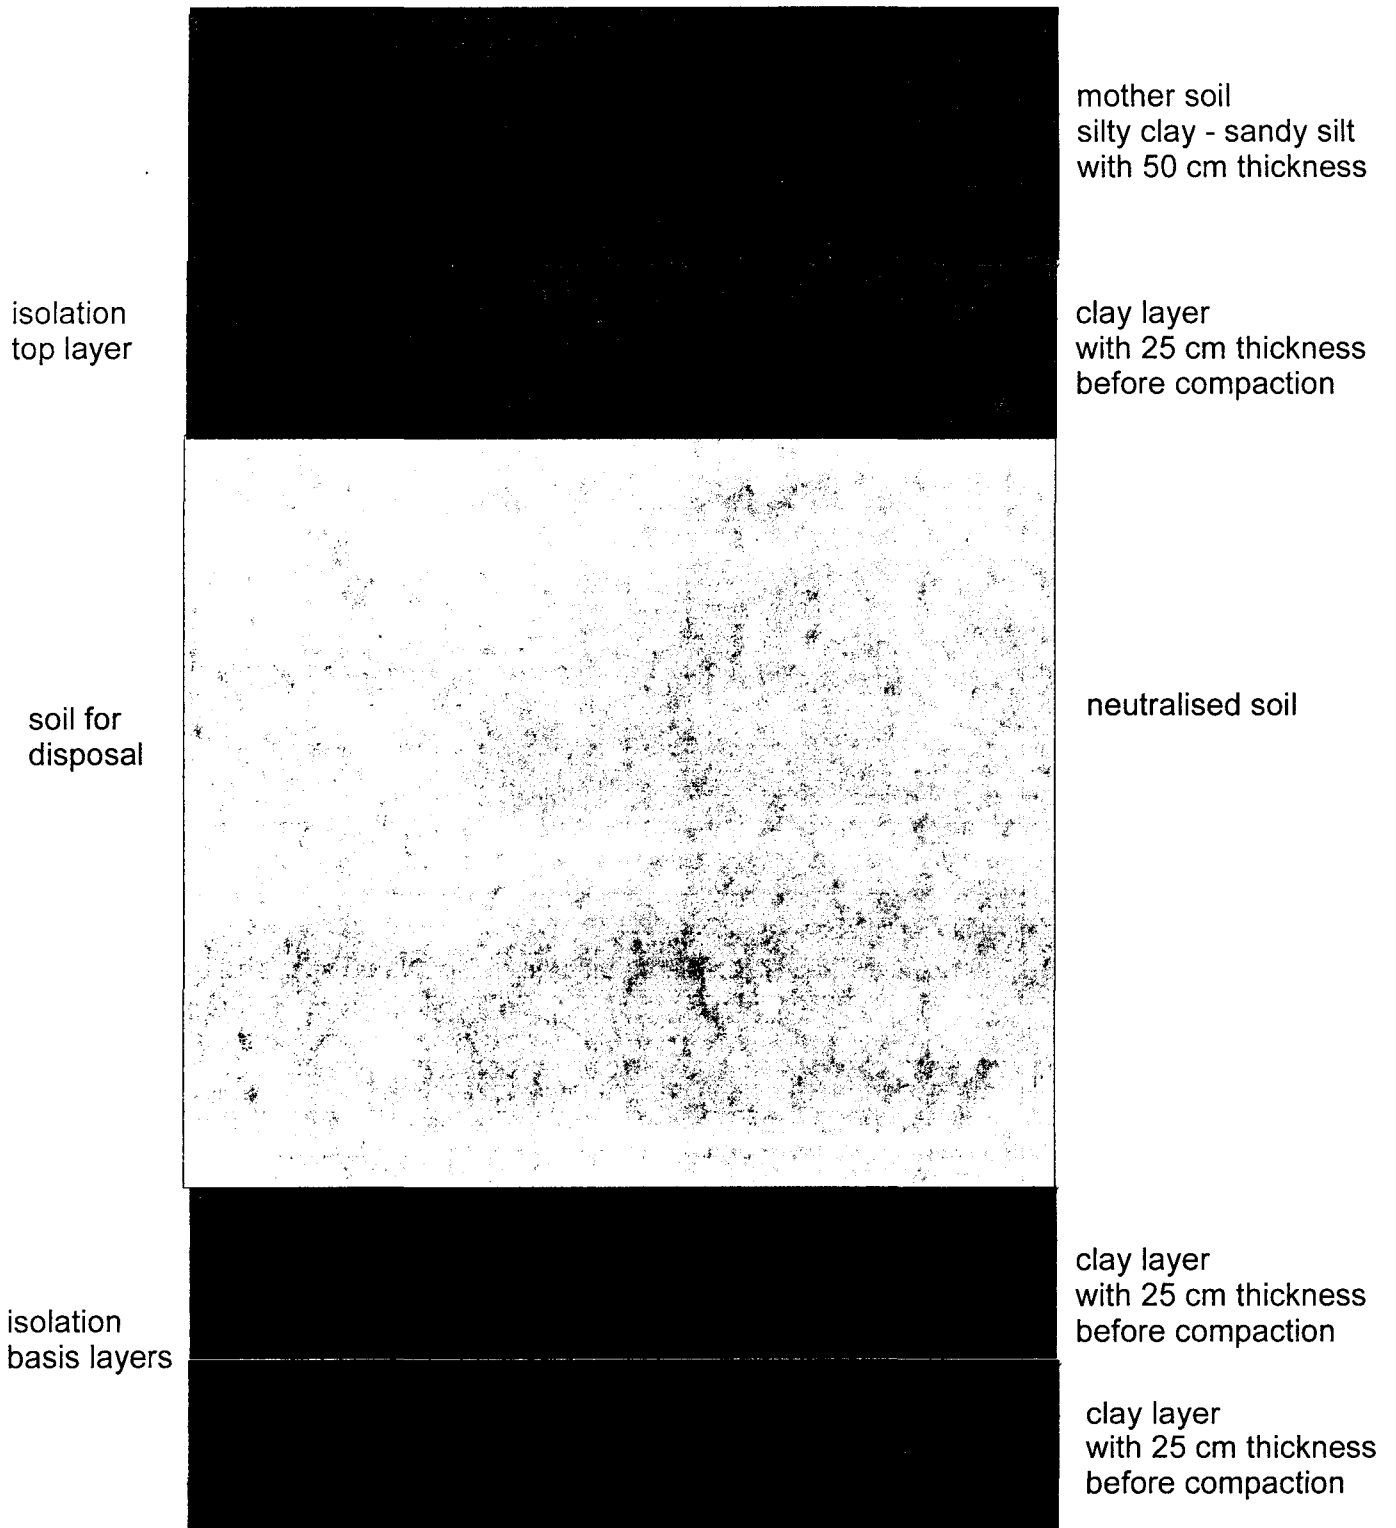 mother soil
silty clay - sandy silt
with 50 cm thickness
isolation
top layer
clay layer
with 25 cm thickness
before compaction
soil for
disposal
neutralised soil
clay layer
with 25 cm thickness
before compaction
isolation
basis layers
clay layer
with 25 cm thickness
before compaction